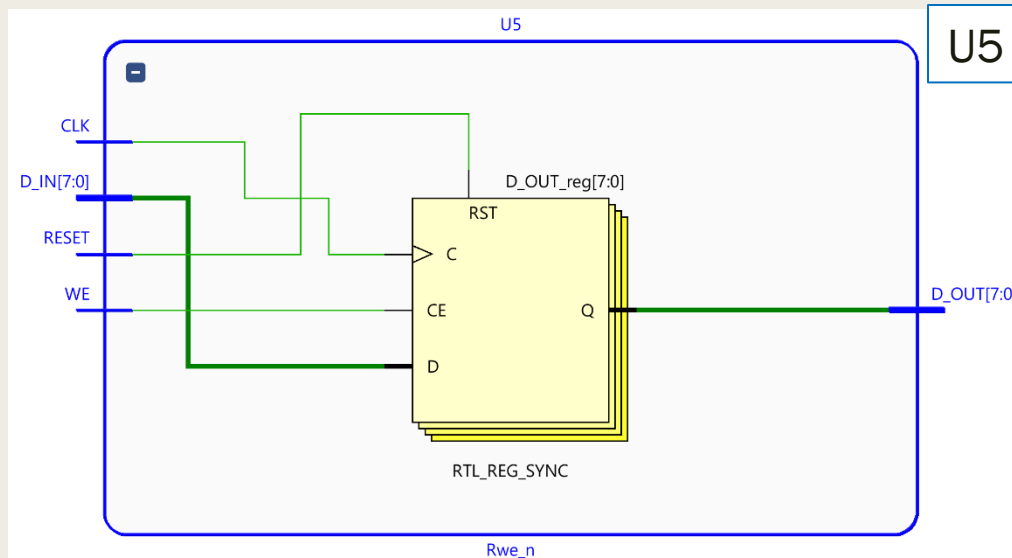 U5
U5
CLK
D_IN[7:0]
D_OUT_reg[7:0]
RST
RESET
C
WE
CE
Q
D_OUT[7:0
D
RTL_REG_SYNC
Rwe_n